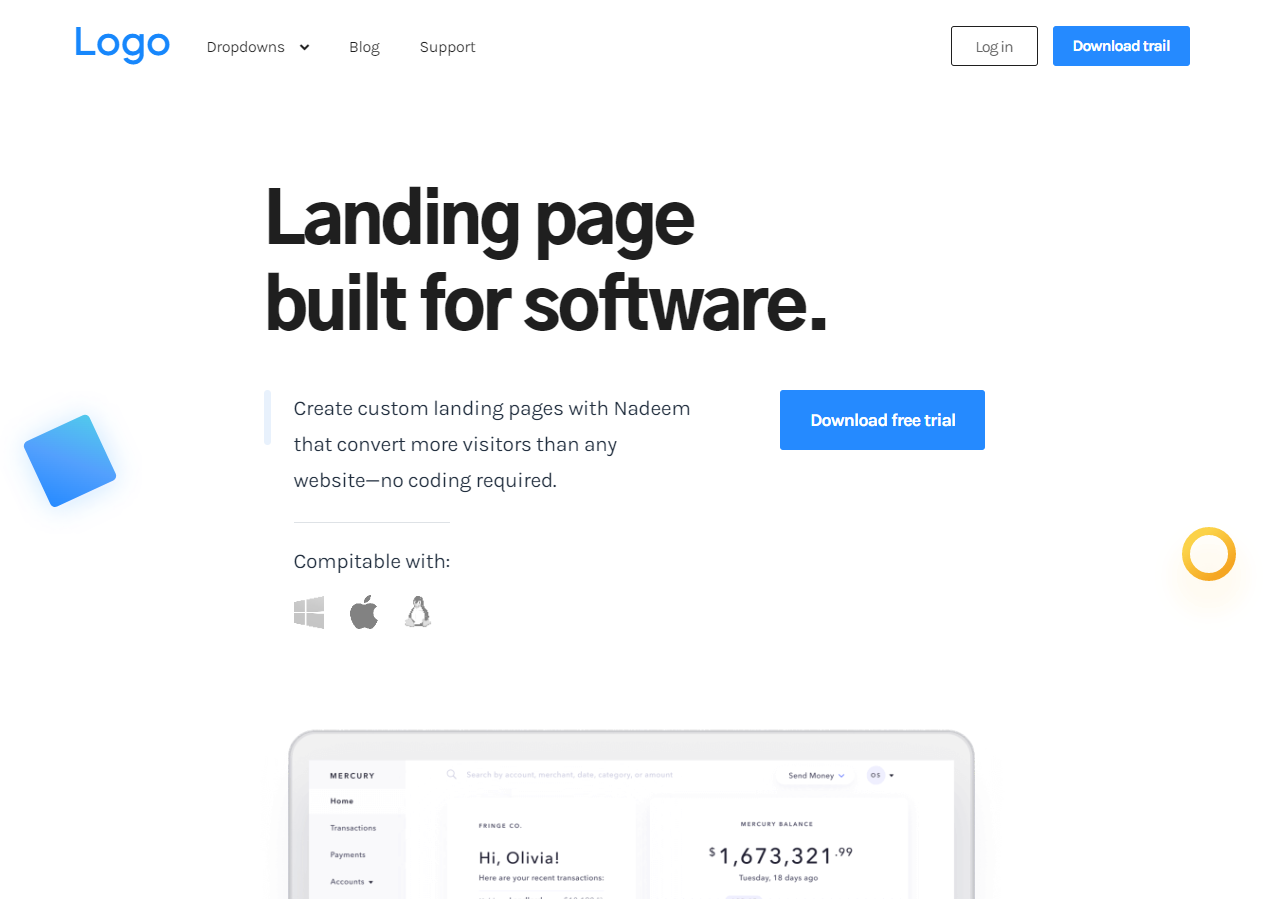 Logo
Dropdowns
Blog
Support
Log in
Download trail
Landing page
built for software.
Create custom landing pages with Nadeem
that convert more visitors than any
website—no coding required.
Download free trial
Compitable with:
MERCURY
Search by account, merchant, date, category, or amount
Send Money
OS
Home
Transactions
Payments
Accounts
FRINGE CO.
Hi, Olivia!
Here are your recent transactions:
MERCURY BALANCE
$1,673,321.99
Tuesday, 18 days ago